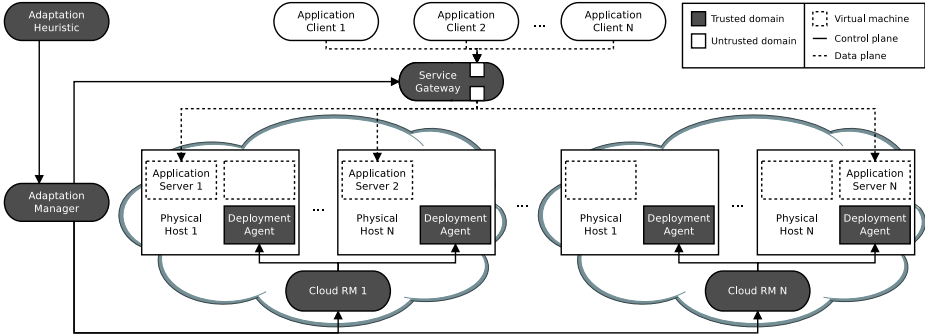 Adaptation
Heuristic
Application
Client 1
Application
Client 2
...
Application
Client N
Trusted domain
Untrusted domain
Virtual machine
Control plane
Data plane
Service
Gateway
Adaptation
Manager
Application
Server 1
Physical
Host 1
Deployment
Agent
...
Application
Server 2
Physical
Host N
Deployment
Agent
...
Physical
Host 1
Deployment
Agent
...
Application
Server N
Physical
Host N
Deployment
Agent
Cloud RM 1
Cloud RM N